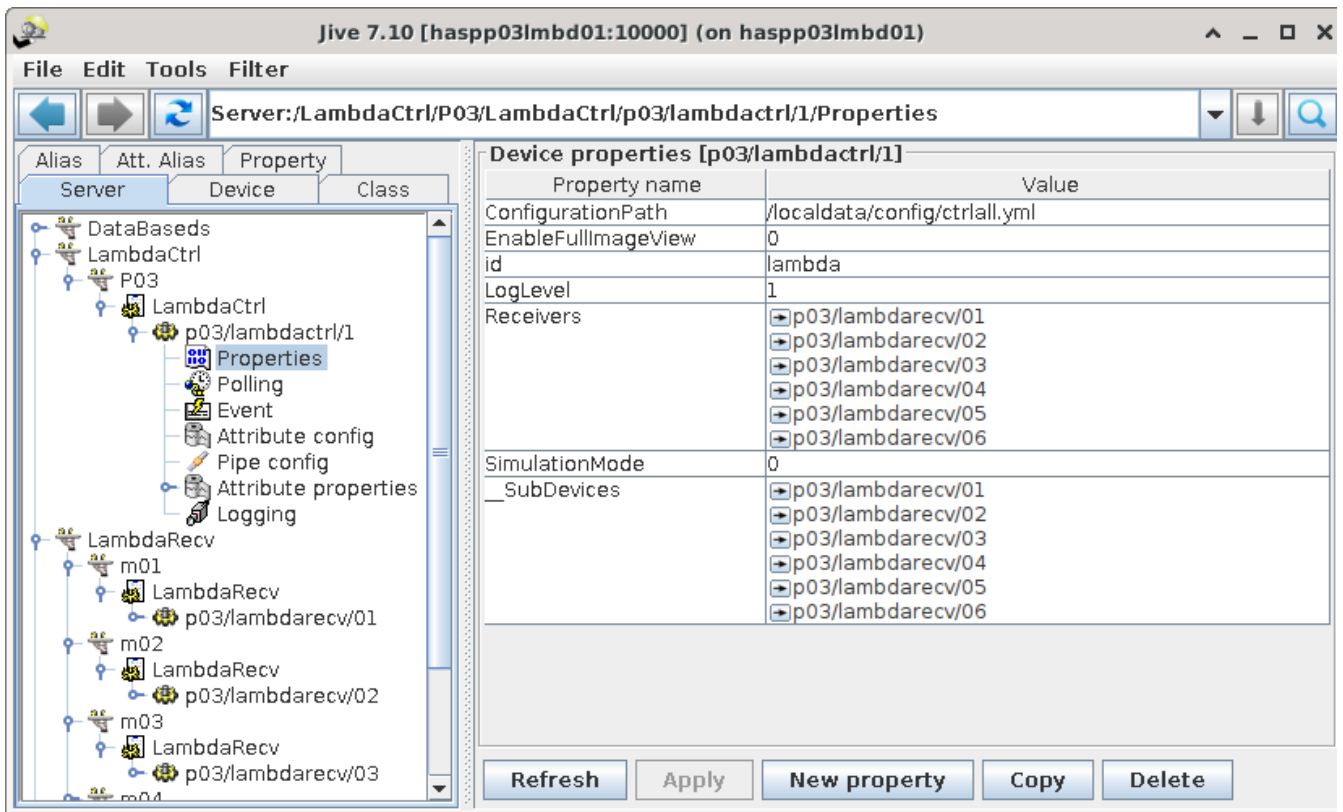 Jive 7.10 [haspp03lmbd01:10000] (on haspp03lmbd01)
File Edit Tools Filter
Server:/LambdaCtrl/P03/LambdaCtrl/p03/lambdactrl/1/Properties
Alias Att. Alias Property
Server Device Class
DataBaseds
LambdaCtrl
P03
LambdaCtrl
p03/lambdactrl/1
Properties
Polling
Event
Attribute config
Pipe config
Attribute properties
Logging
LambdaRecv
m01
LambdaRecv
p03/lambdarecv/01
m02
LambdaRecv
p03/lambdarecv/02
m03
LambdaRecv
p03/lambdarecv/03
m04
Device properties [p03/lambdactrl/1]
Property name Value
ConfigurationPath /localdata/config/ctrlall.yml
EnableFullImageView 0
id lambda
LogLevel 1
Receivers p03/lambdarecv/01
p03/lambdarecv/02
p03/lambdarecv/03
p03/lambdarecv/04
p03/lambdarecv/05
p03/lambdarecv/06
SimulationMode 0
__SubDevices p03/lambdarecv/01
p03/lambdarecv/02
p03/lambdarecv/03
p03/lambdarecv/04
p03/lambdarecv/05
p03/lambdarecv/06
Refresh Apply New property Copy Delete